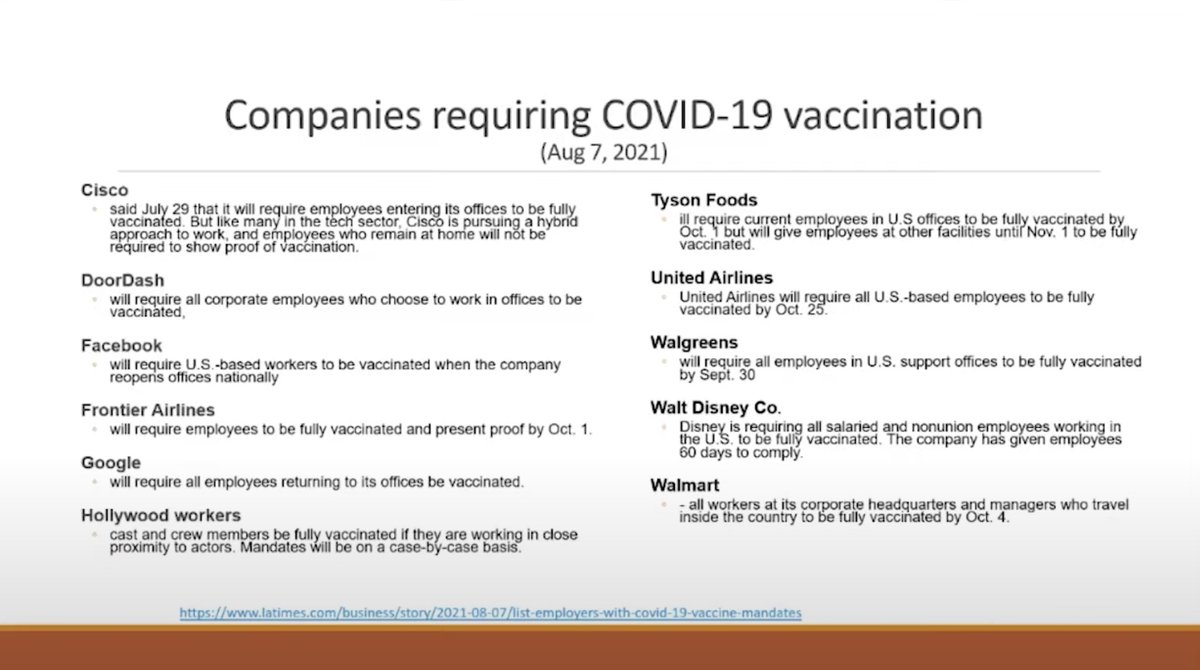 Companies requiring COVID-19 vaccination
(Aug 7, 2021)
Cisco
said July 29 that it will require employees entering its offices to be fully
vaccinated. But like many in the tech sector, Cisco is pursuing a hybrid
approach to work, and employees who remain at home will not be
required to show proof of vaccination.
DoorDash
will require all corporate employees who choose to work in offices to be
vaccinated,
Facebook
will require U.S.-based workers to be vaccinated when the company
reopens offices nationally
Frontier Airlines
will require employees to be fully vaccinated and present proof by Oct. 1.
Google
will require all employees returning to its offices be vaccinated.
Hollywood workers
cast and crew members be fully vaccinated if they are working in close
proximity to actors. Mandates will be on a case-by-case basis.
Tyson Foods
ill require current employees in U.S offices to be fully vaccinated by
Oct. 1 but will give employees at other facilities until Nov. 1 to be fully
vaccinated.
United Airlines
United Airlines will require all U.S.-based employees to be fully
vaccinated by Oct. 25.
Walgreens
will require all employees in U.S. support offices to be fully vaccinated
by Sept. 30
Walt Disney Co.
Disney is requiring all salaried and nonunion employees working in
the U.S. to be fully vaccinated. The company has given employees
60 days to comply.
Walmart
- all workers at its corporate headquarters and managers who travel
inside the country to be fully vaccinated by Oct. 4.
https://www.latimes.com/business/story/2021-08-07/list-employers-with-covid-19-vaccine-mandates